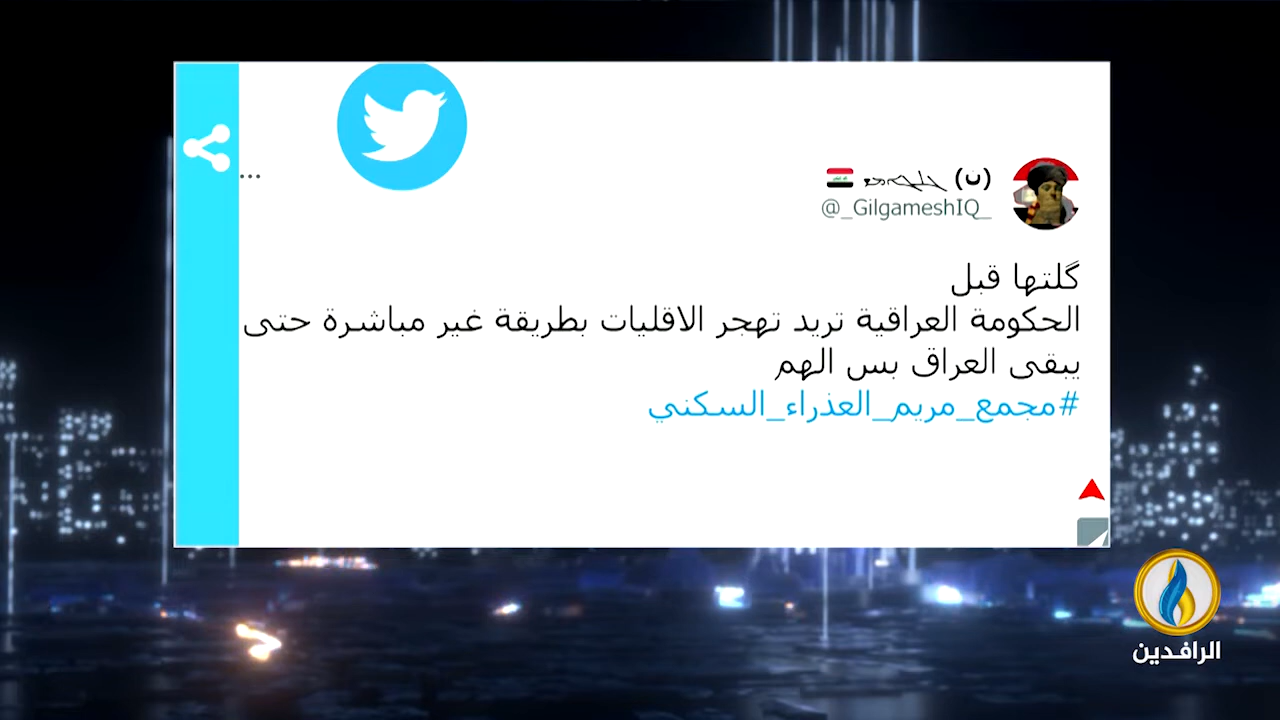 (ن)
@_GilgameshIQ_
...
گلتها قبل
الحكومة العراقية تريد تهجر الاقليات بطريقة غير مباشرة حتى
يبقى العراق بس الهم
#مجمع_مريم_العذراء_السكني
الرافدين